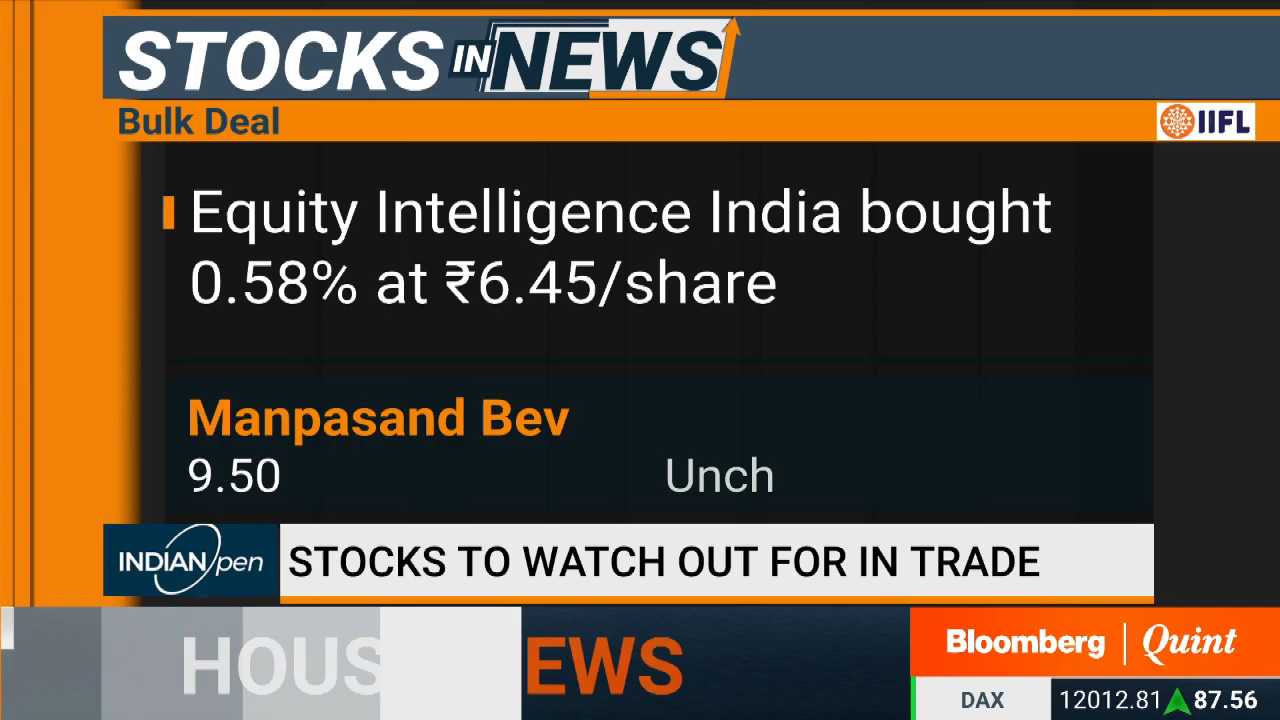 STOCKS IN NEWS
Bulk Deal
IIFL
Equity Intelligence India bought
0.58% at ₹6.45/share
Manpasand Bev
9.50 Unch
INDIAN Open
STOCKS TO WATCH OUT FOR IN TRADE
HOUS EWS
Bloomberg | Quint
DAX 12012.81 ▲ 87.56